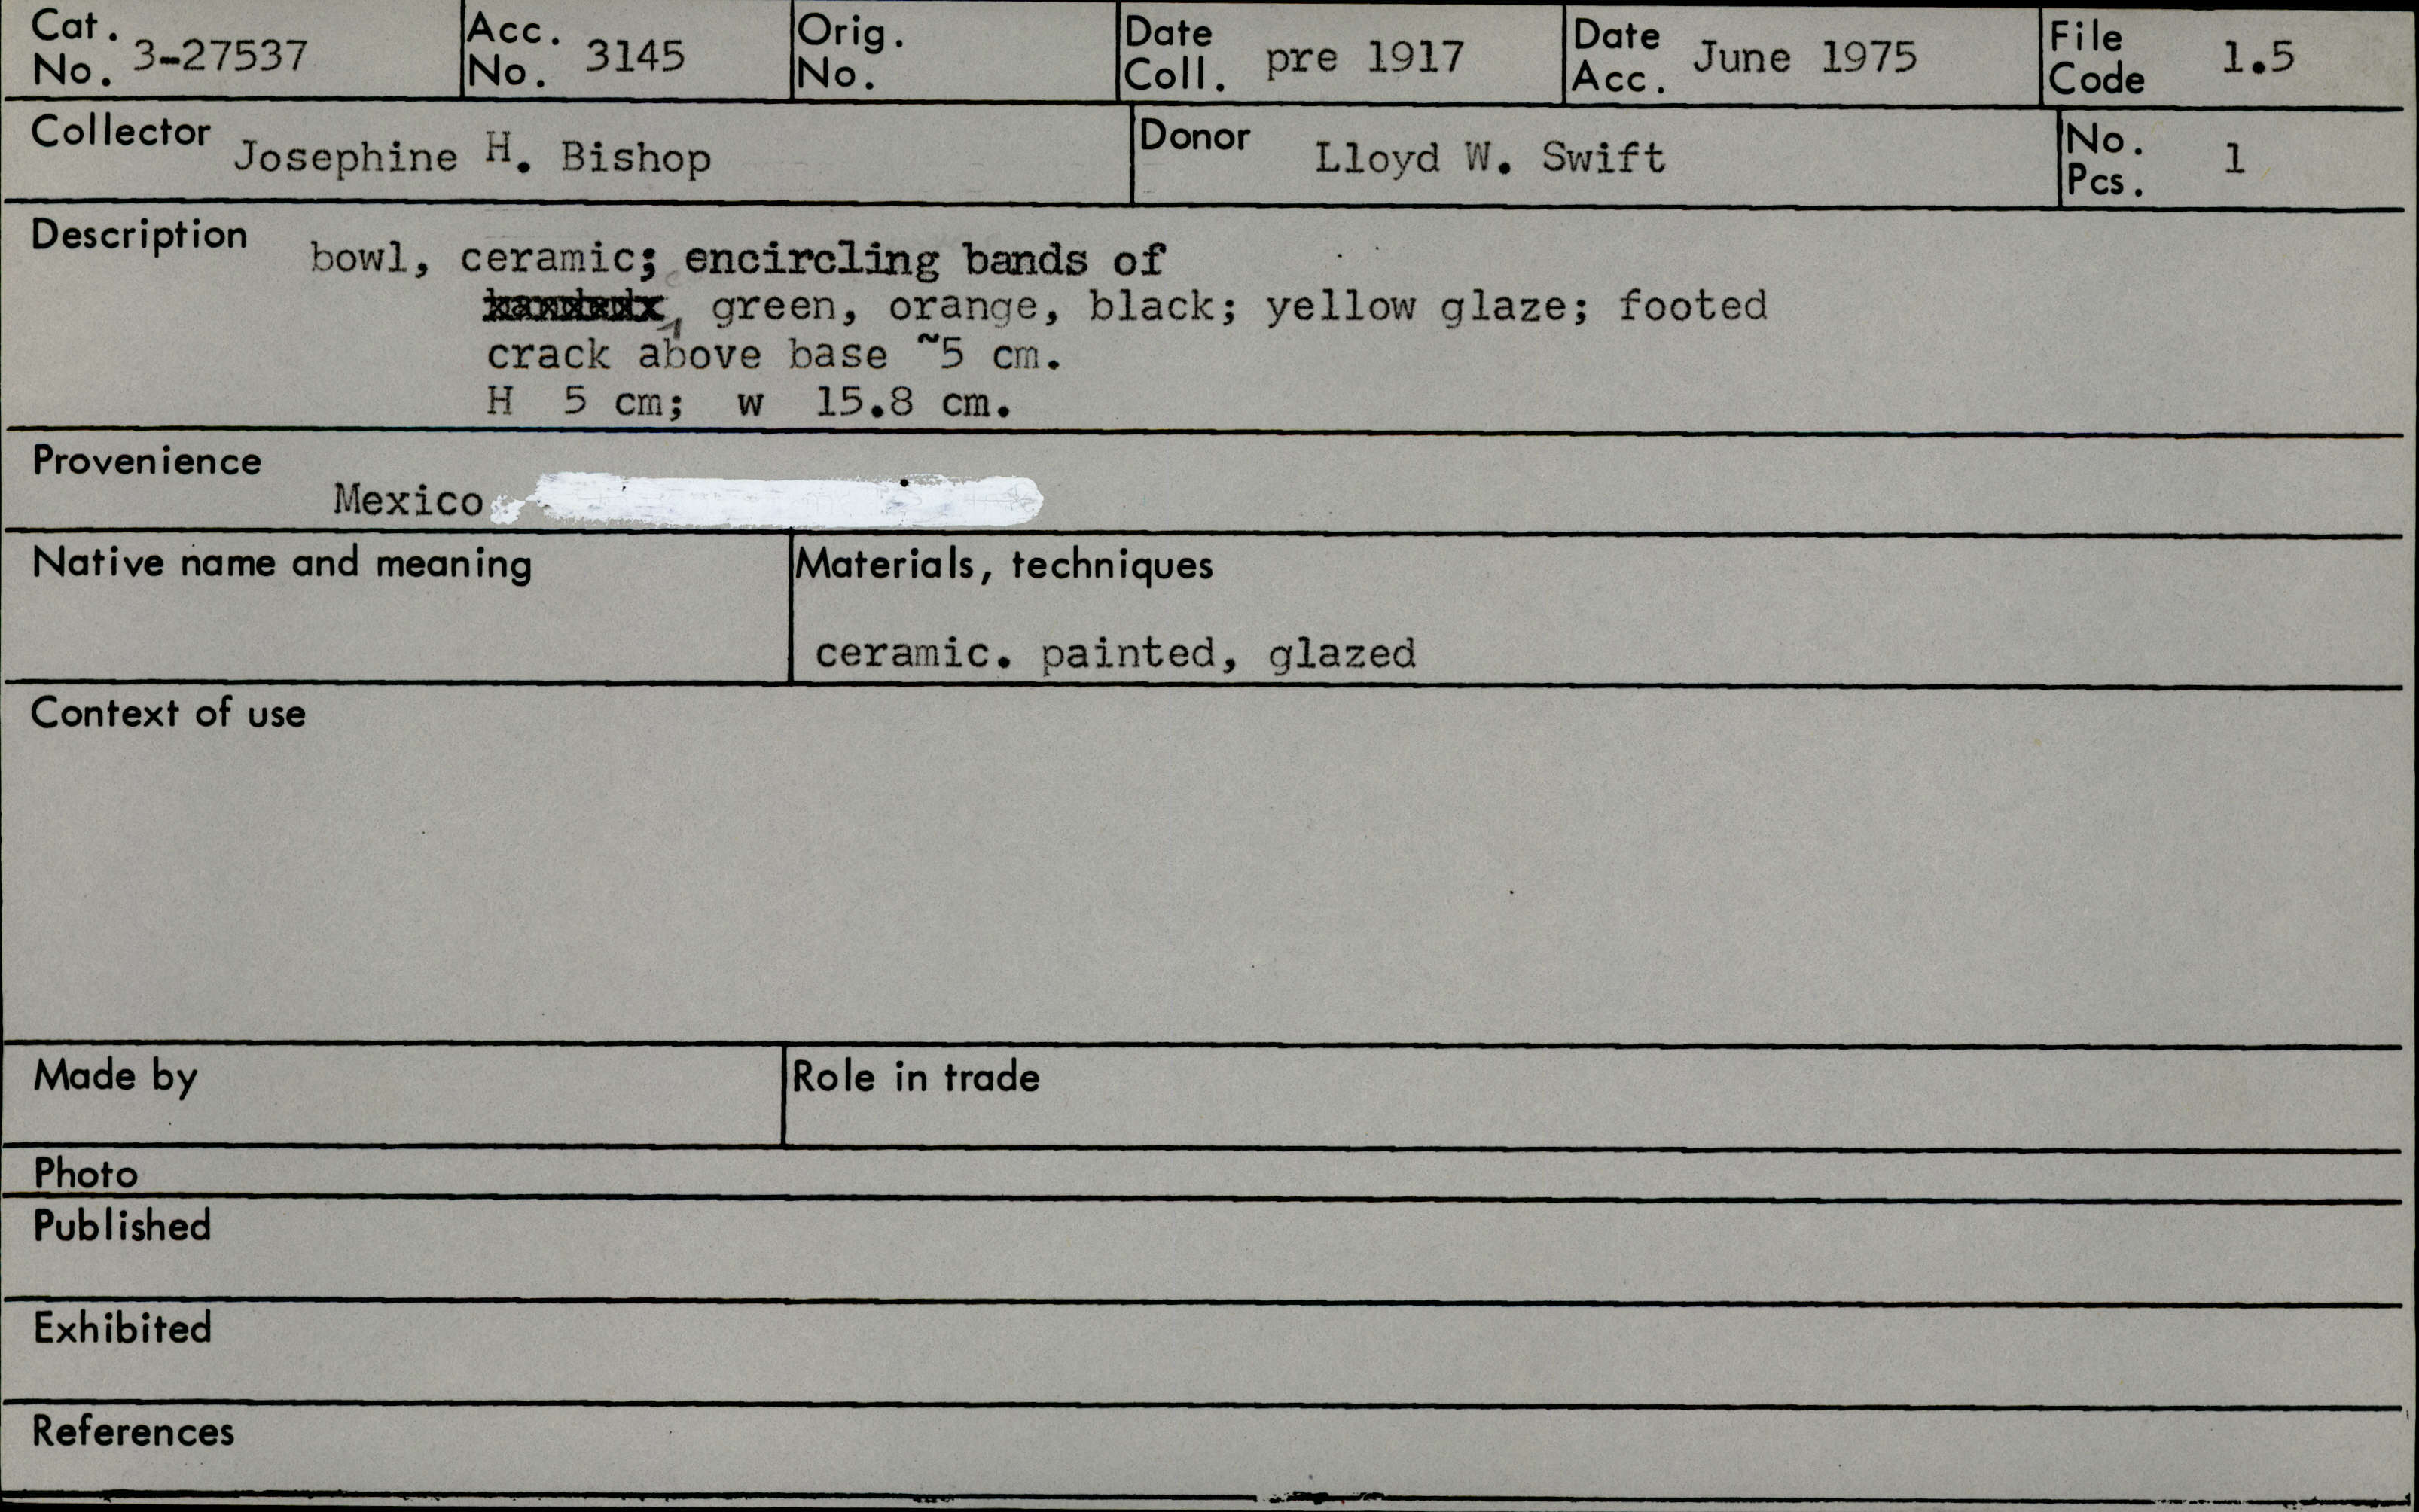 Cat. No. 3-27537
Acc. No. 3145
Orig. No.
Date Coll. pre 1917
Date Acc. June 1975
File Code 1.5
Collector Josephine H. Bishop
Donor Lloyd W. Swift
No. Pcs. 1
Description bowl, ceramic; encircling bands of
, green, orange, black; yellow glaze; footed
crack above base ~5 cm.
H 5 cm; w 15.8 cm.
Provenience
Mexico
Native name and meaning
Materials, techniques
ceramic. painted, glazed
Context of use
Made by
Role in trade
Photo
Published
Exhibited
References